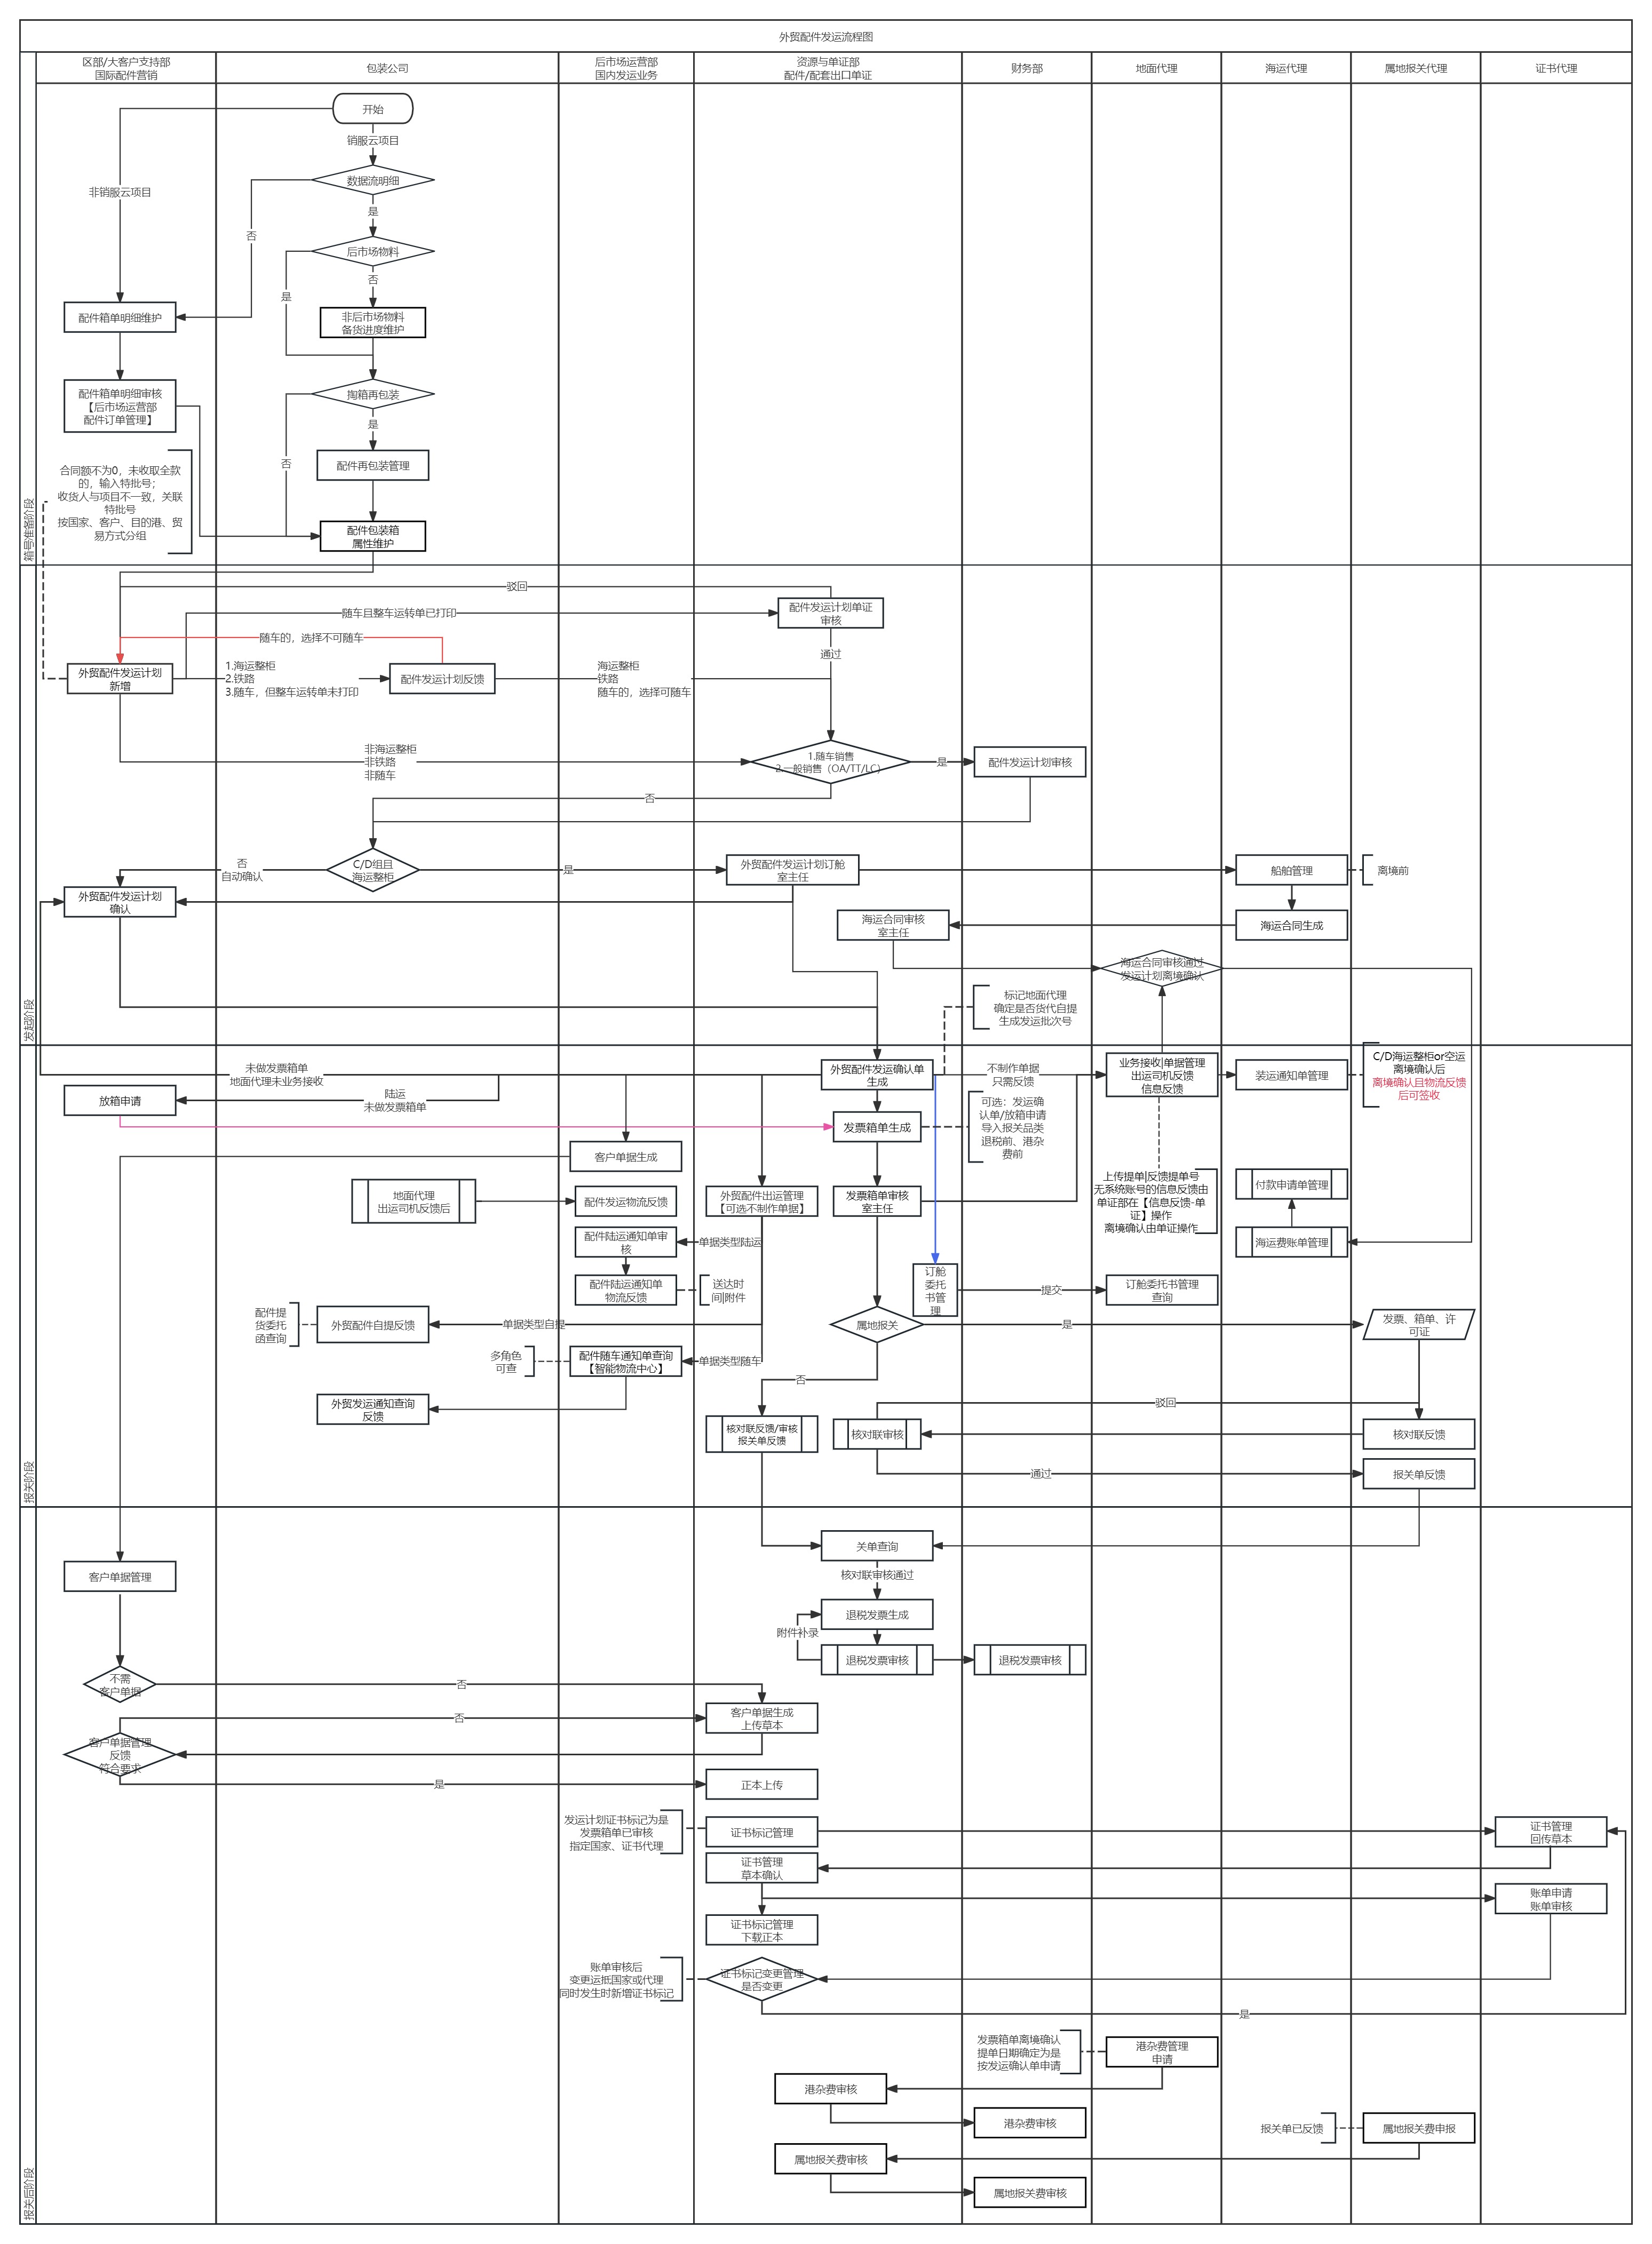 外贸配件发运流程图
区部/大客户支持部
国际配件营销
包装公司
后市场运营部
国内发运业务
资源与单证部
配件/配套出口单证
财务部
地面代理
海运代理
属地报关代理
证书代理
箱号准备阶段
开始
销服云项目
非销服云项目
数据流明细
否
是
后市场物料
否
是
配件箱单明细维护
非后市场物料
备货进度维护
配件箱单明细审核
【后市场运营部
配件订单管理】
掏箱再包装
是
否
配件再包装管理
合同额不为0，未收取全款
的，输入特批号；
收货人与项目不一致，关联
特批号
按国家、客户、目的港、贸
易方式分组
配件包装箱
属性维护
发起阶段
驳回
随车且整车运转单已打印
配件发运计划单证
审核
随车的，选择不可随车
通过
外贸配件发运计划
新增
1.海运整柜
2.铁路
3.随车，但整车运转单未打印
配件发运计划反馈
海运整柜
铁路
随车的，选择可随车
非海运整柜
非铁路
非随车
1.随车销售
2.一般销售（OA/TT/LC）
是
配件发运计划审核
否
C/D组且
海运整柜
否
自动确认
是
外贸配件发运计划订舱
室主任
船舶管理
离境前
外贸配件发运计划
确认
海运合同审核
室主任
海运合同生成
海运合同审核通过
发运计划离境确认
标记地面代理
确定是否货代自提
生成发运批次号
报关阶段
未做发票箱单
地面代理未业务接收
外贸配件发运确认单
生成
不制作单据
只需反馈
业务接收|单据管理
出运司机反馈
信息反馈
装运通知单管理
C/D海运整柜or空运
离境确认后
离境确认且物流反馈
后可签收
放箱申请
陆运
未做发票箱单
发票箱单生成
可选：发运确
认单/放箱申请
导入报关品类
退税前、港杂
费前
客户单据生成
地面代理
出运司机反馈后
配件发运物流反馈
外贸配件出运管理
【可选不制作单据】
发票箱单审核
室主任
上传提单|反馈提单号
无系统账号的信息反馈由
单证部在【信息反馈-单
证】操作
离境确认由单证操作
付款申请单管理
配件陆运通知单审
核
单据类型陆运
海运费账单管理
配件陆运通知单
物流反馈
送达时
间|附件
订舱
委托
书管
理
提交
订舱委托书管理
查询
配件提
货委托
函查询
外贸配件自提反馈
单据类型自提
属地报关
是
发票、箱单、许
可证
多角色
可查
配件随车通知单查询
【智能物流中心】
单据类型随车
否
外贸发运通知查询
反馈
驳回
核对联反馈/审核
报关单反馈
核对联审核
核对联反馈
通过
报关单反馈
报关后阶段
关单查询
核对联审核通过
客户单据管理
退税发票生成
附件补录
退税发票审核
退税发票审核
不需
客户单据
否
客户单据生成
上传草本
否
客户单据管理
反馈
符合要求
是
正本上传
发运计划证书标记为是
发票箱单已审核
指定国家、证书代理
证书标记管理
证书管理
回传草本
证书管理
草本确认
账单申请
账单审核
证书标记管理
下载正本
账单审核后
变更运抵国家或代理
同时发生时新增证书标记
证书标记变更管理
是否变更
是
发票箱单离境确认
提单日期确定为是
按发运确认单申请
港杂费管理
申请
港杂费审核
港杂费审核
报关单已反馈
属地报关费申报
属地报关费审核
属地报关费审核